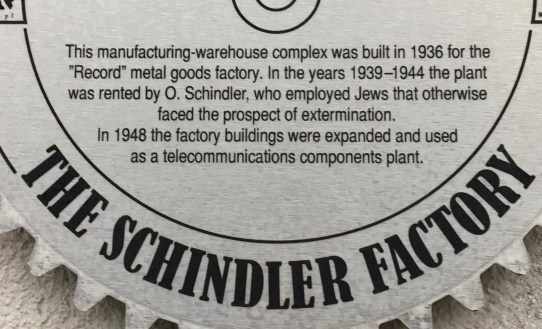 This manufacturing-warehouse complex was built in 1936 for the
"Record" metal goods factory. In the years 1939–1944 the plant
was rented by O. Schindler, who employed Jews that otherwise
faced the prospect of extermination.
In 1948 the factory buildings were expanded and used
as a telecommunications components plant.
THE SCHINDLER FACTORY